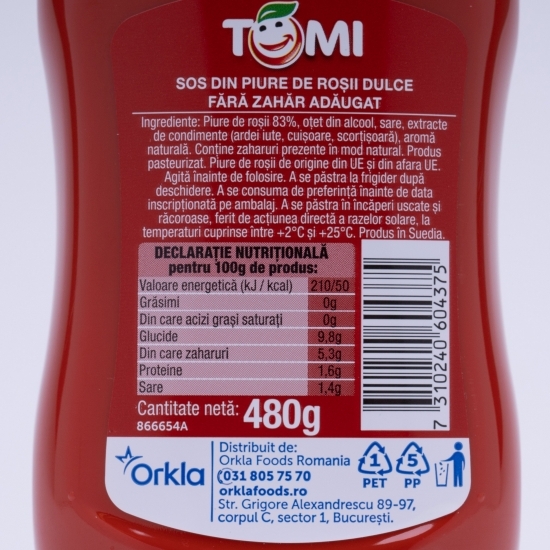 TOMI
SOS DIN PIURE DE ROȘII DULCE
FĂRĂ ZAHĂR ADĂUGAT
Ingrediente: Piure de roșii 83%, oțet din alcool, sare, extracte
de condimente (ardei iute, cuișoare, scorțișoară), aromă
naturală. Conține zaharuri prezente în mod natural. Produs
pasteurizat. Piure de roșii de origine din UE și din afara UE.
Agită înainte de folosire. A se păstra la frigider după
deschidere. A se consuma de preferință înainte de data
inscripționată pe ambalaj. A se păstra în încăperi uscate și
răcoroase, ferit de acțiunea directă a razelor solare, la
temperaturi cuprinse între +2°C și +25°C. Produs în Suedia.
DECLARAȚIE NUTRIȚIONALĂ
pentru 100g de produs:
Valoare energetică (kJ / kcal) 210/50
Grăsimi 0g
Din care acizi grași saturați 0g
Glucide 9,8g
Din care zaharuri 5,3g
Proteine 1,6g
Sare 1,4g
Cantitate netă: 480g
866654A
7 310240 604375
Orkla
Distribuit de:
Orkla Foods Romania
031 805 75 70
orklafoods.ro
Str. Grigore Alexandrescu 89-97,
corpul C, sector 1, București.
1 PET
5 PP